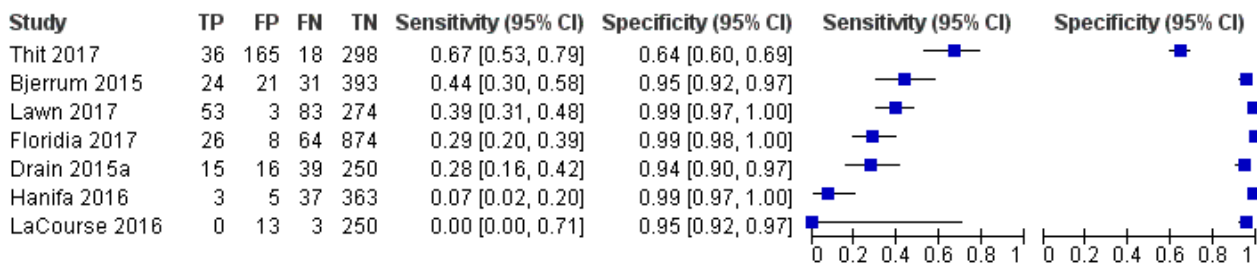 Study TP FP FN TN Sensitivity (95% CI) Specificity (95% CI) Sensitivity (95% CI) Specificity (95% CI)
Thit 2017 36 165 18 298 0.67 [0.53, 0.79] 0.64 [0.60, 0.69]
Bjerrum 2015 24 21 31 393 0.44 [0.30, 0.58] 0.95 [0.92, 0.97]
Lawn 2017 53 3 83 274 0.39 [0.31, 0.48] 0.99 [0.97, 1.00]
Floridia 2017 26 8 64 874 0.29 [0.20, 0.39] 0.99 [0.98, 1.00]
Drain 2015a 15 16 39 250 0.28 [0.16, 0.42] 0.94 [0.90, 0.97]
Hanifa 2016 3 5 37 363 0.07 [0.02, 0.20] 0.99 [0.97, 1.00]
LaCourse 2016 0 13 3 250 0.00 [0.00, 0.71] 0.95 [0.92, 0.97]
0 0.2 0.4 0.6 0.8 1 0 0.2 0.4 0.6 0.8 1